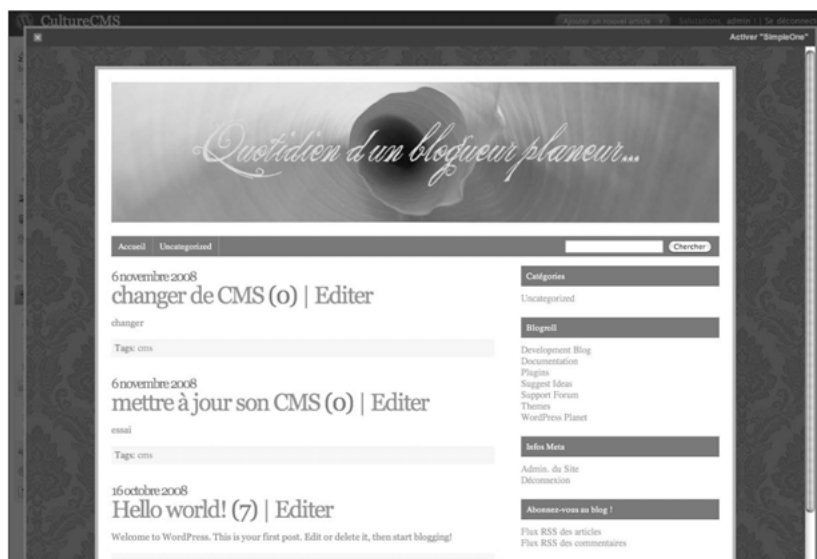 CultureCMS
Ajouter un nouvel article
Salutations, admin ! | Se déconnect
Activer "SimpleOne"
Quotidien d'un blogueur planeur...
Accueil Uncategorized
Chercher
6 novembre 2008
changer de CMS (0) | Editer
changer
Tags: cms
6 novembre 2008
mettre à jour son CMS (0) | Editer
essai
Tags: cms
16 octobre 2008
Hello world! (7) | Editer
Welcome to WordPress. This is your first post. Edit or delete it, then start blogging!
Catégories
Uncategorized
Blogroll
Development Blog
Documentation
Plugins
Suggest Ideas
Support Forum
Themes
WordPress Planet
Infos Meta
Admin. du Site
Déconnexion
Abonnez-vous au blog !
Flux RSS des articles
Flux RSS des commentaires